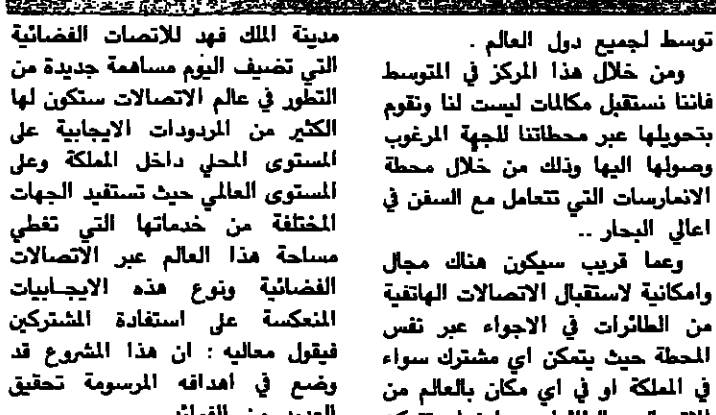 توسط لجميع دول العالم .
ومن خلال هذا المركز في المتوسط
فاننا نستقبل مكالمات ليست لنا ونقوم
بتحويلها عبر محطاتنا للجهة المرغوب
وصولها اليها وذلك من خلال محطة
الانمارسات التي تتعامل مع السفن في
اعالي البحار ..
وعما قريب سيكون هناك مجال
وامكانية لاستقبال الاتصالات الهاتفية
من الطائرات في الاجواء عبر نفس
المحطة حيث يتمكن اي مشترك سواء
في المملكة او في اي مكان بالعالم من
مدينة الملك فهد للاتصات الفضائية
التي تضيف اليوم مساهمة جديدة من
التطور في عالم الاتصالات ستكون لها
الكثير من المردودات الايجابية على
المستوى المحلي داخل المملكة وعلى
المستوى العالمي حيث تستفيد الجهات
المختلفة من خدماتها التي تغطي
مساحة هذا العالم عبر الاتصالات
الفضائية ونوع هذه الايجابيات
المنعكسة على استفادة المشتركين
فيقول معاليه : ان هذا المشروع قد
وضع في اهدافه المرسومة تحقيق
العديد من الفوائد